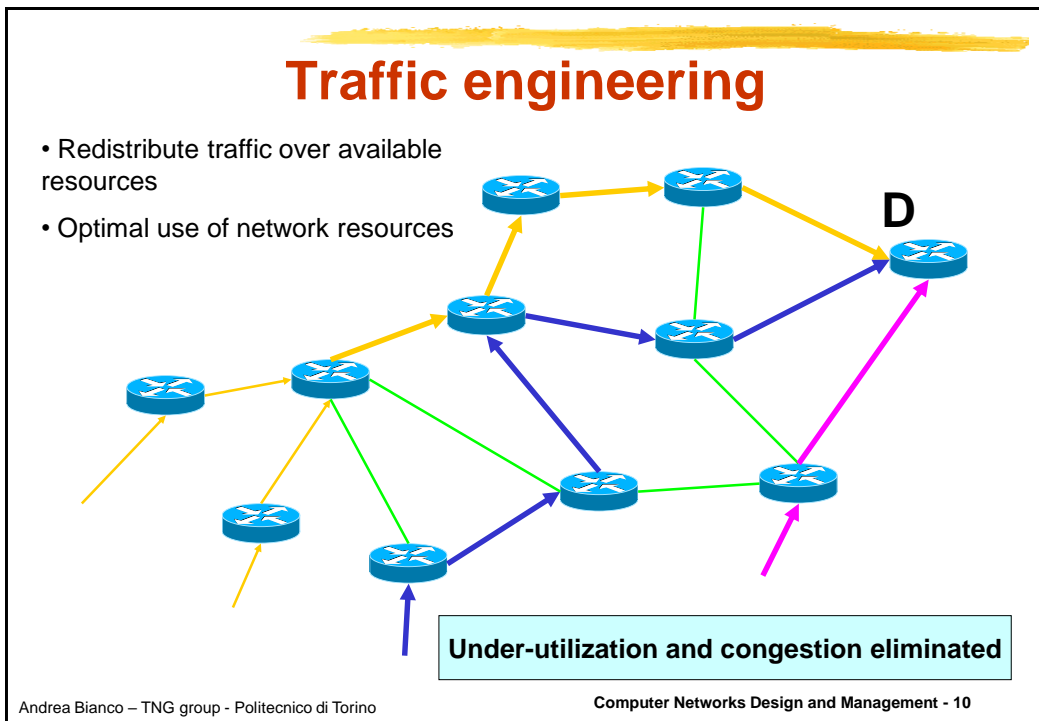 Traffic engineering
• Redistribute traffic over available
resources
• Optimal use of network resources
D
Under-utilization and congestion eliminated
Andrea Bianco – TNG group - Politecnico di Torino
Computer Networks Design and Management - 10